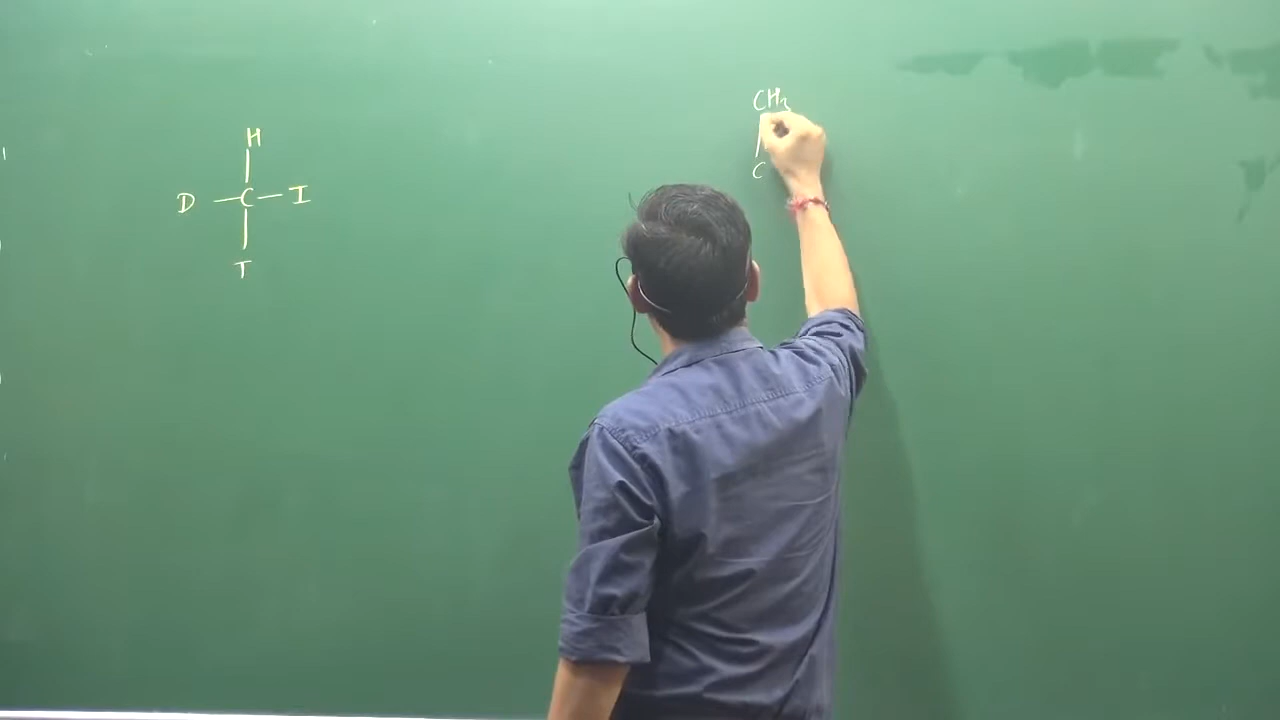 H
D — C — I
T
CH3
C